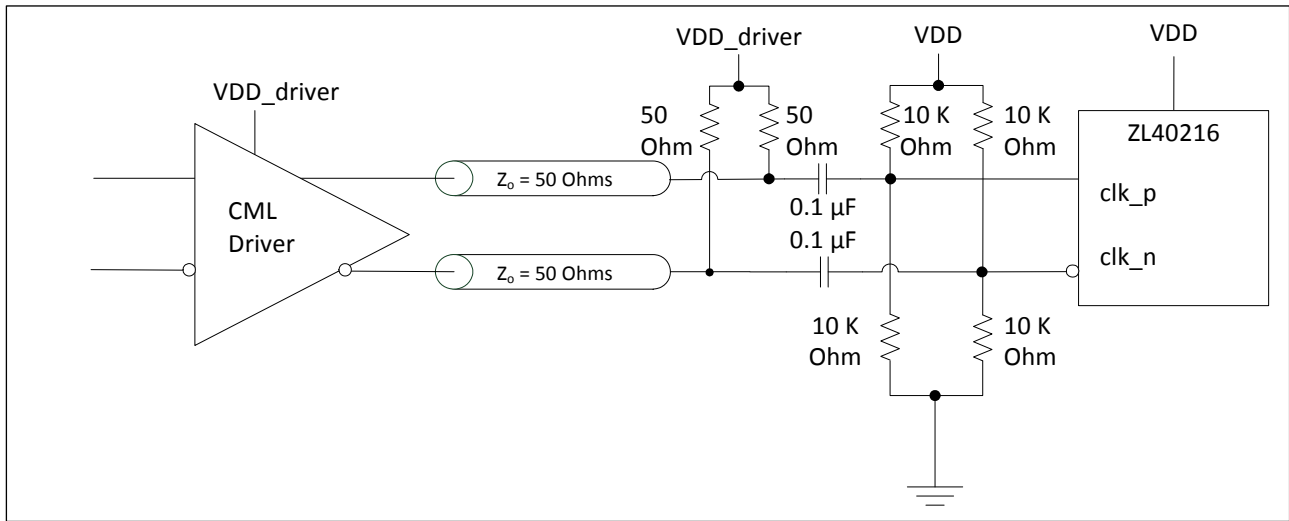 VDD_driver
VDD
VDD
VDD_driver
50
Ohm
50
Ohm
10 K
Ohm
10 K
Ohm
ZL40216
Zo = 50 Ohms
clk_p
CML
Driver
0.1 µF
0.1 µF
Zo = 50 Ohms
clk_n
10 K
Ohm
10 K
Ohm